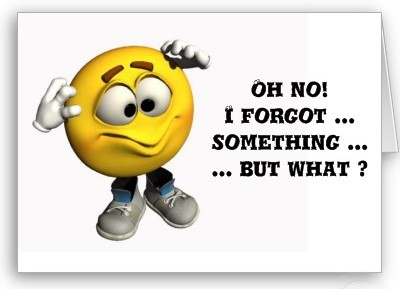 OH NO!
I FORGOT ...
SOMETHING ...
... BUT WHAT ?